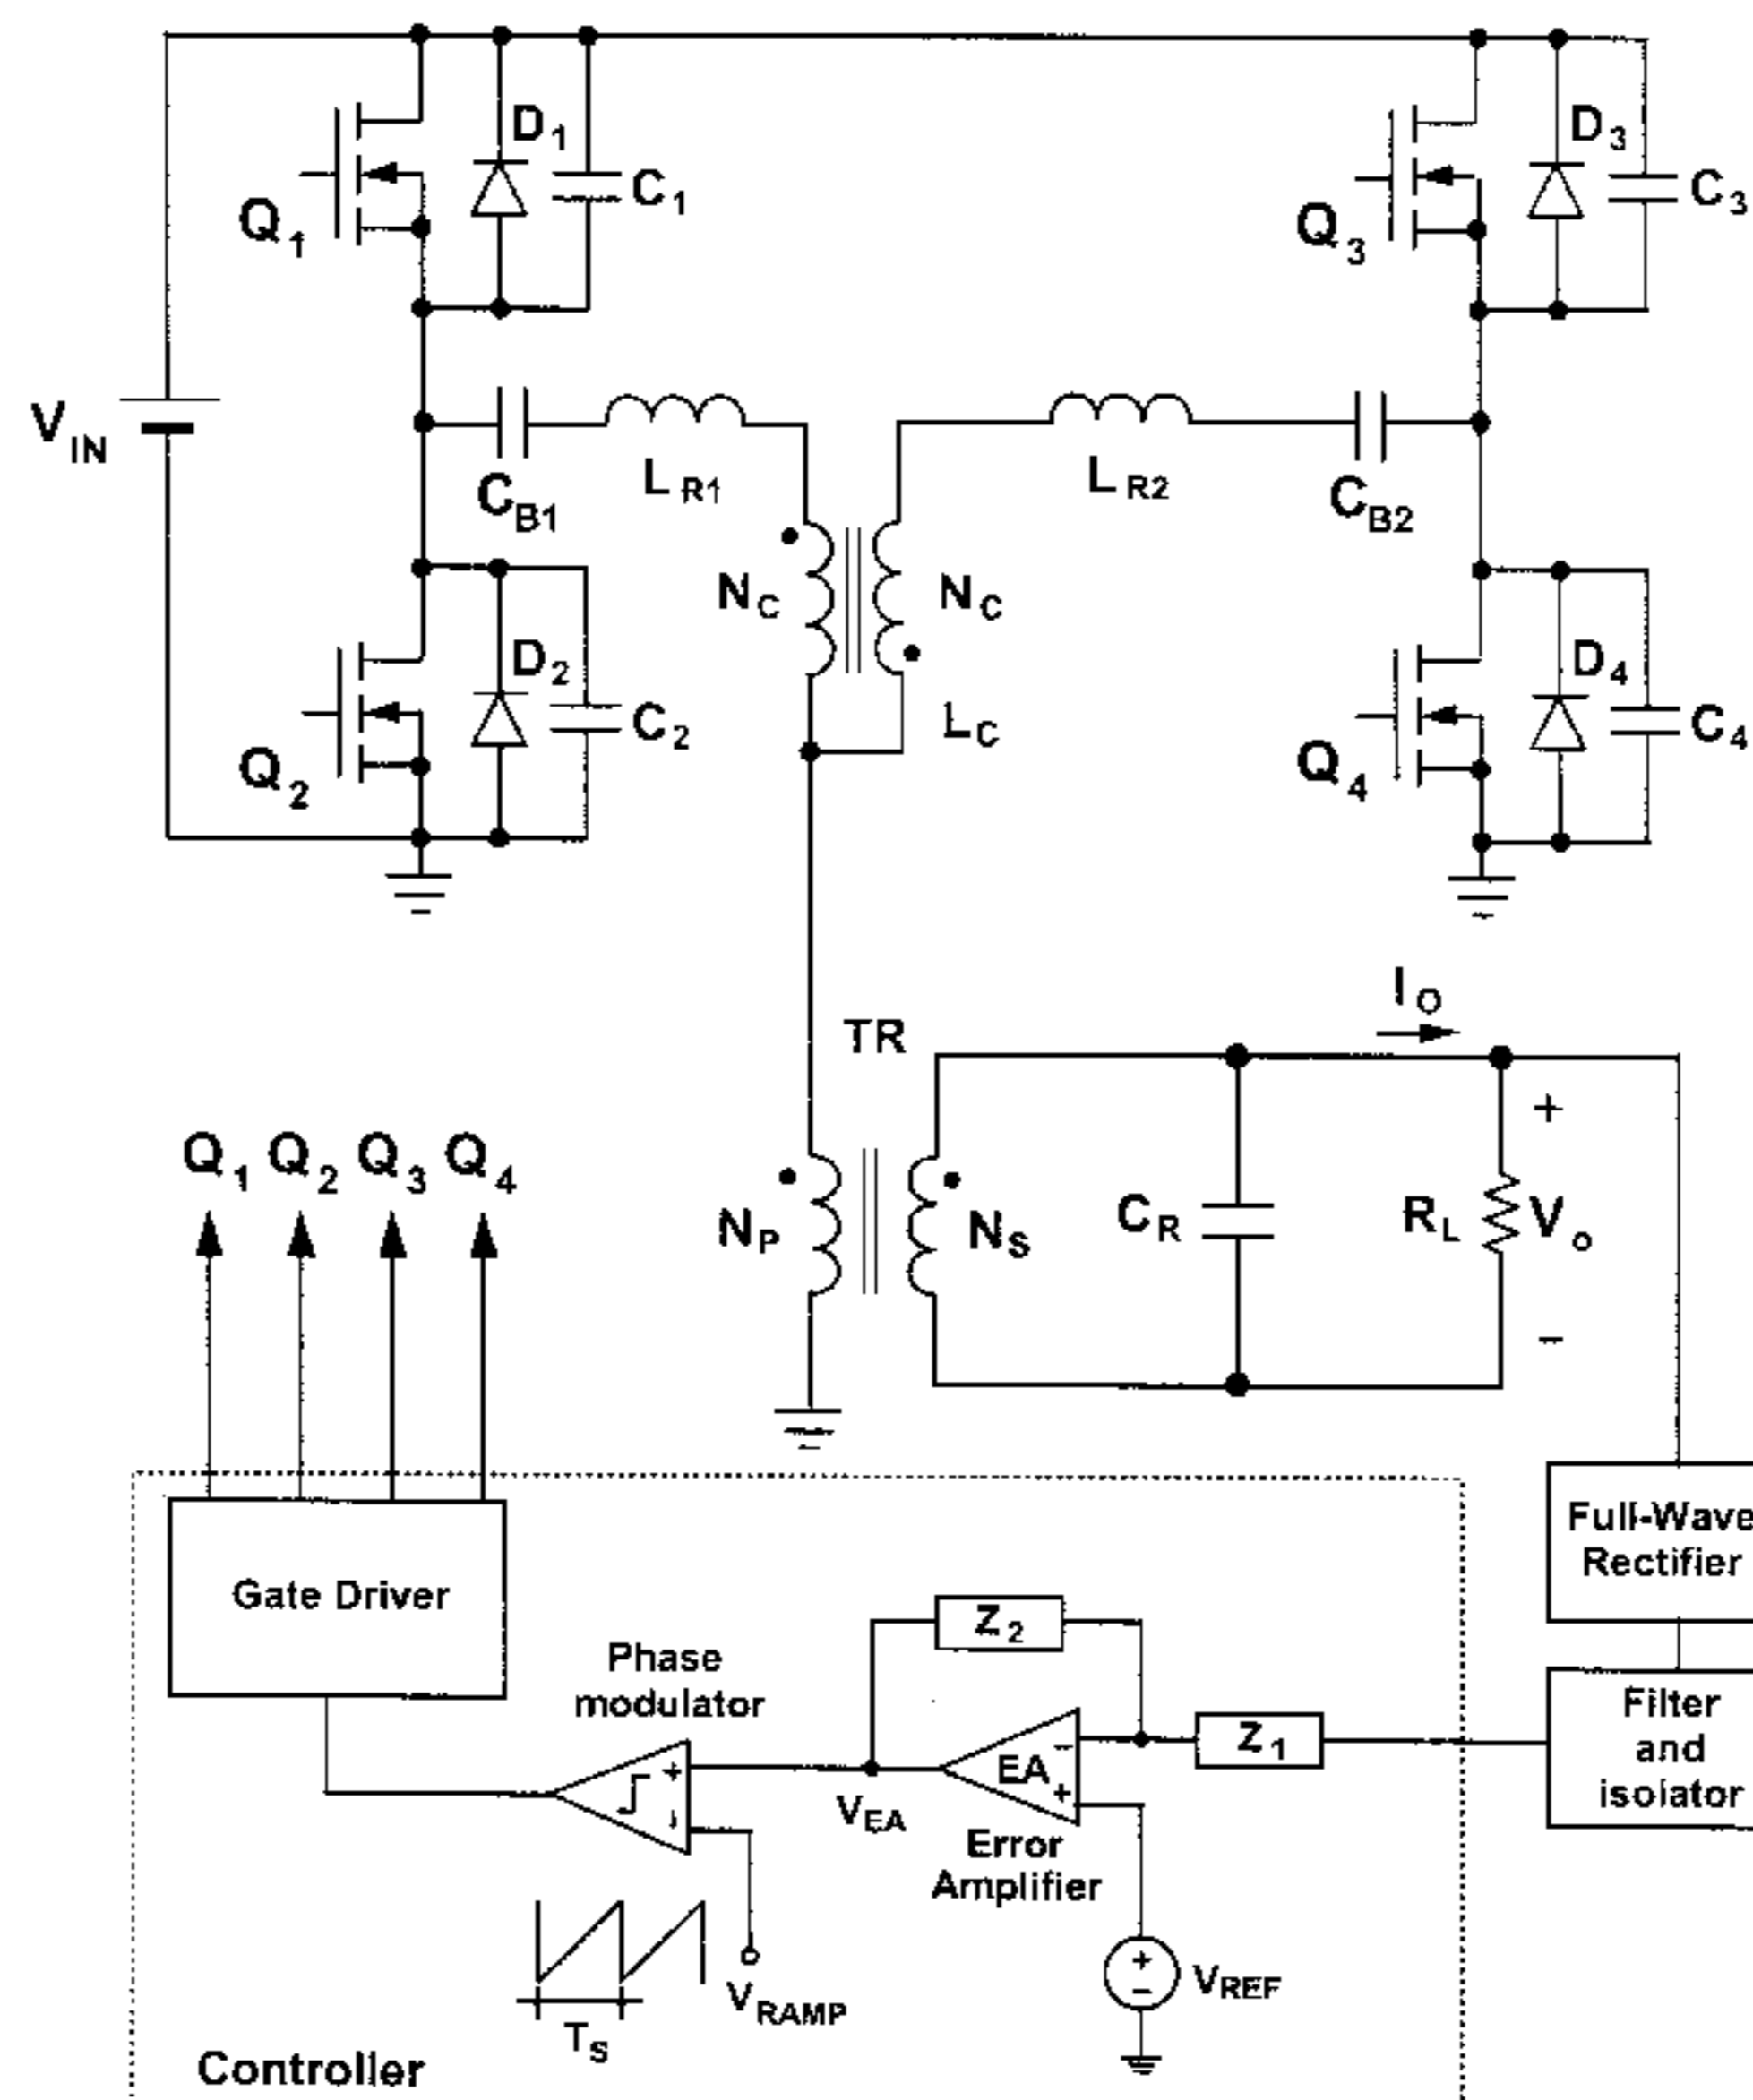 D1
C1
Q1
D3
C3
Q3
VIN
CB1
LR1
LR2
CB2
NC
NC
D2
C2
Q2
LC
D4
C4
Q4
IO
TR
+
Q1 Q2 Q3 Q4
NP
NS
CR
RL
Vo
−
Full-Wave
Rectifier
Gate Driver
Z2
Phase
modulator
Filter
and
isolator
Z1
−
EA
+
+
VEA
Error
Amplifier
+
−
VREF
VRAMP
TS
Controller